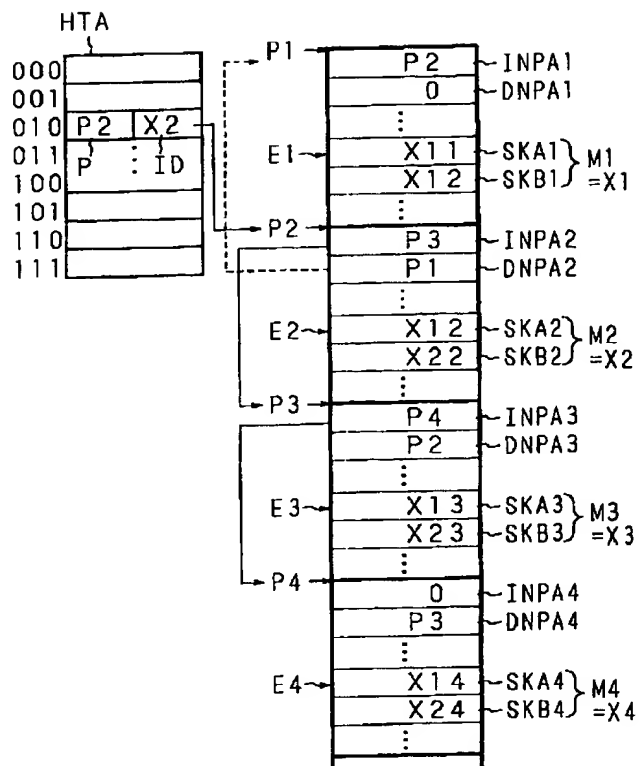 HTA
000
001
010 P2 X2
011 P ID
100
101
110
111
P1
P2 INPA1
0 DNPA1
E1 X11 SKA1 M1
X12 SKB1 =X1
P2
P3 INPA2
P1 DNPA2
E2 X12 SKA2 M2
X22 SKB2 =X2
P3
P4 INPA3
P2 DNPA3
E3 X13 SKA3 M3
X23 SKB3 =X3
P4
0 INPA4
P3 DNPA4
E4 X14 SKA4 M4
X24 SKB4 =X4